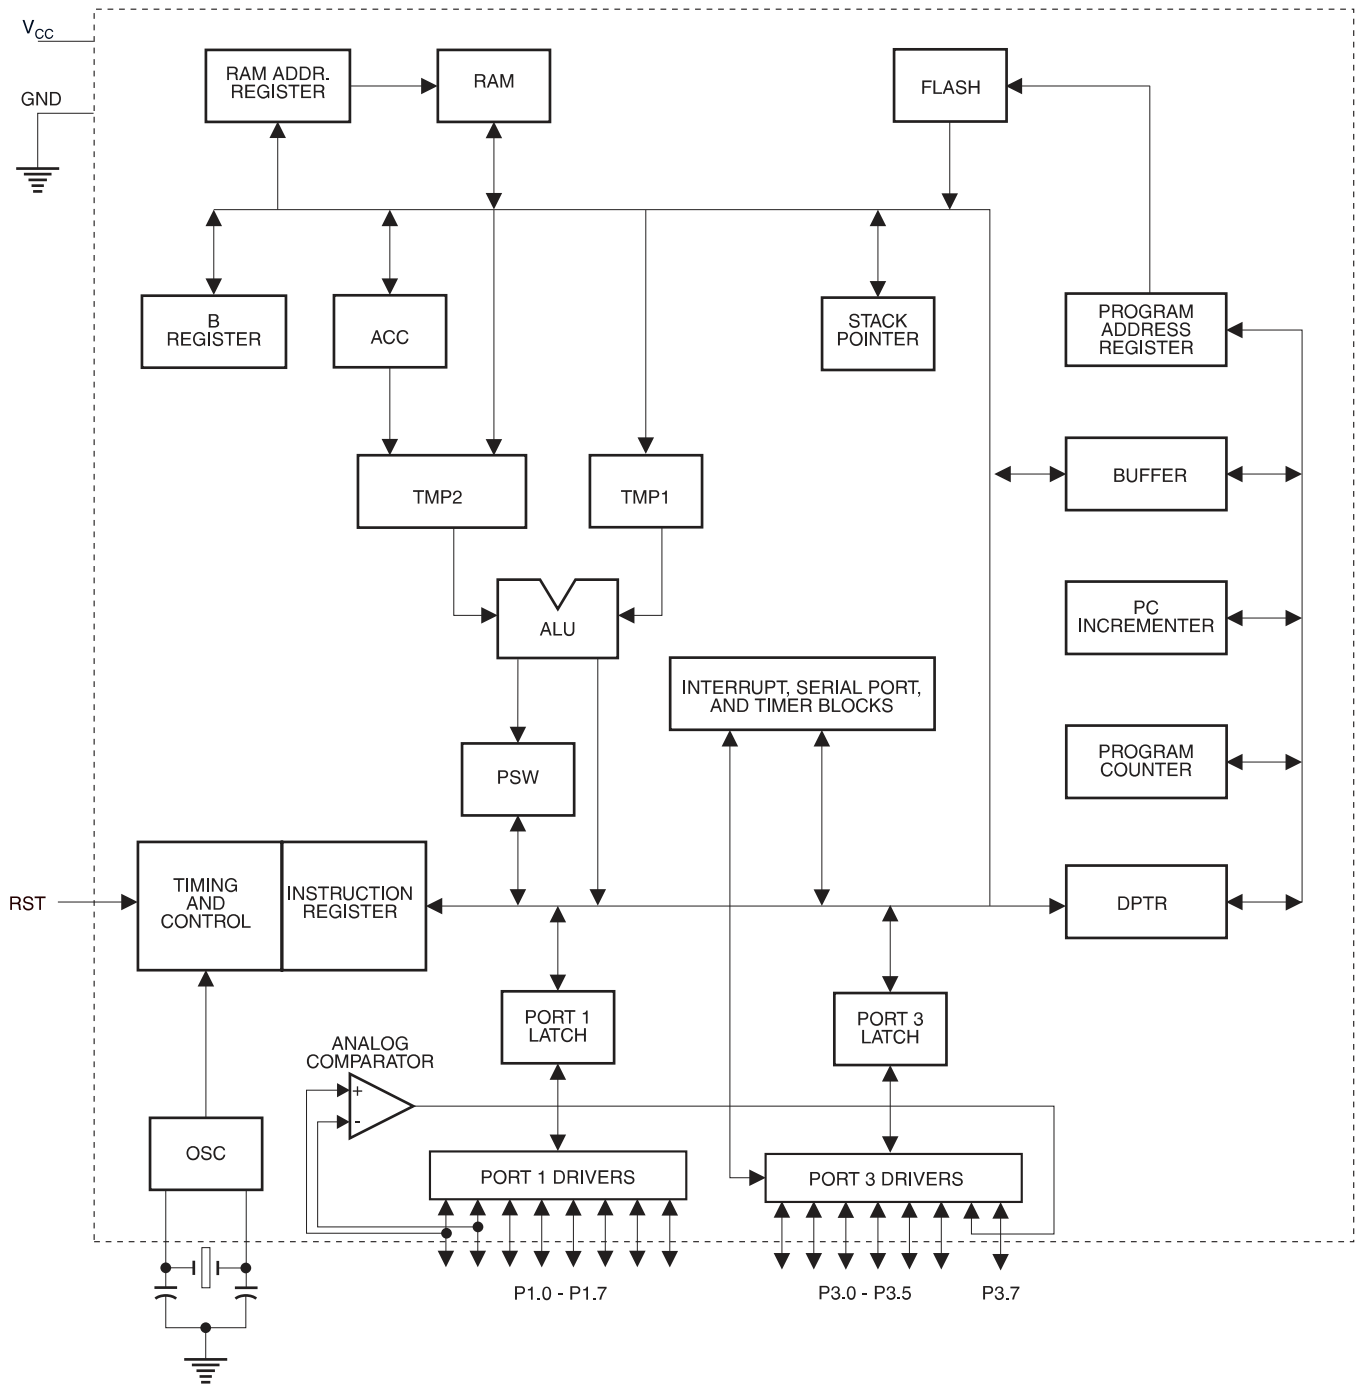 VCC
GND
RAM ADDR.
REGISTER
RAM
FLASH
B
REGISTER
ACC
STACK
POINTER
PROGRAM
ADDRESS
REGISTER
TMP2
TMP1
BUFFER
ALU
PC
INCREMENTER
INTERRUPT, SERIAL PORT,
AND TIMER BLOCKS
PSW
PROGRAM
COUNTER
RST
TIMING
AND
CONTROL
INSTRUCTION
REGISTER
DPTR
PORT 1
LATCH
PORT 3
LATCH
ANALOG
COMPARATOR
+
-
OSC
PORT 1 DRIVERS
PORT 3 DRIVERS
P1.0 - P1.7
P3.0 - P3.5
P3.7